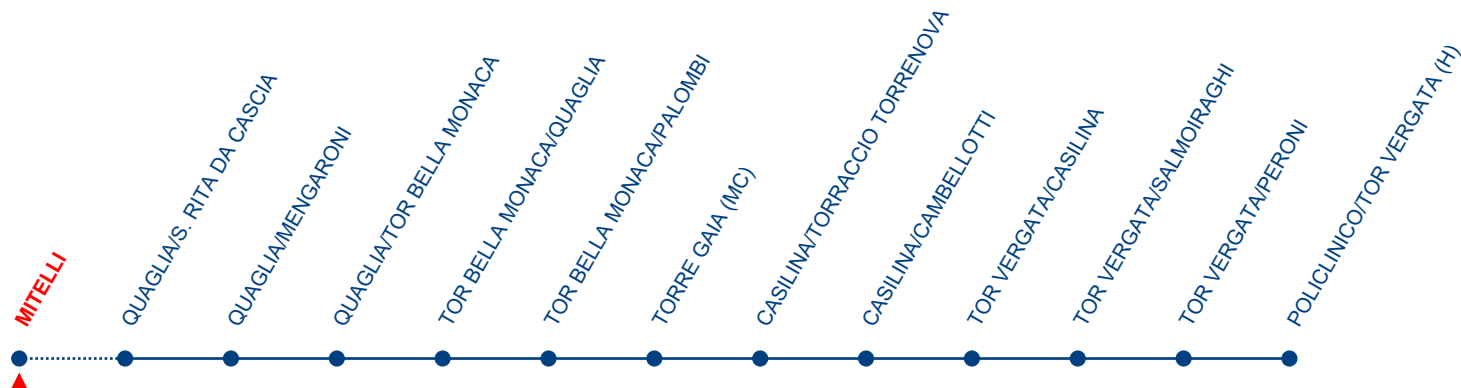 MITELLI
QUAGLIA/S. RITA DA CASCIA
QUAGLIA/MENGARONI
QUAGLIA/TOR BELLA MONACA
TOR BELLA MONACA/QUAGLIA
TOR BELLA MONACA/PALOMBI
TORRE GAIA (MC)
CASILINA/TORRACCIO TORRENOVA
CASILINA/CAMBELLOTTI
TOR VERGATA/CASILINA
TOR VERGATA/SALMOIRAGHI
TOR VERGATA/PERONI
POLICLINICO/TOR VERGATA (H)